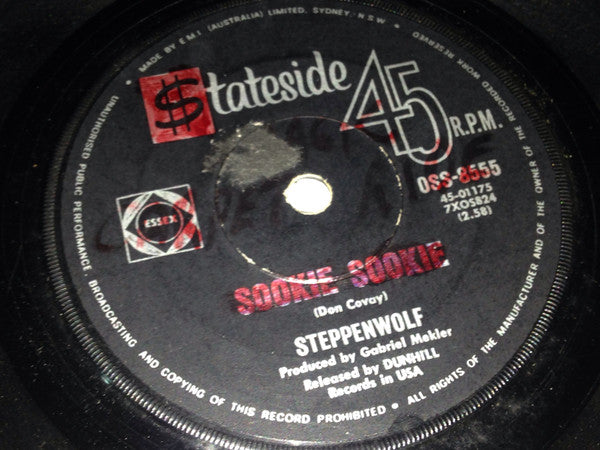 MADE BY E M I (AUSTRALIA) LIMITED, SYDNEY, N S W •
$tateside
45 R.P.M.
OSS-8555
45-01175
7XOS824
(2.58)
ESSEX
SOOKIE SOOKIE
(Don Covay)
STEPPENWOLF
Produced by Gabriel Mekler
Released by DUNHILL
Records in USA
ALL RIGHTS OF THE MANUFACTURER AND OF THE OWNER OF THE RECORDED WORK RESERVED
UNAUTHORISED PUBLIC PERFORMANCE, BROADCASTING AND COPYING OF THIS RECORD PROHIBITED •